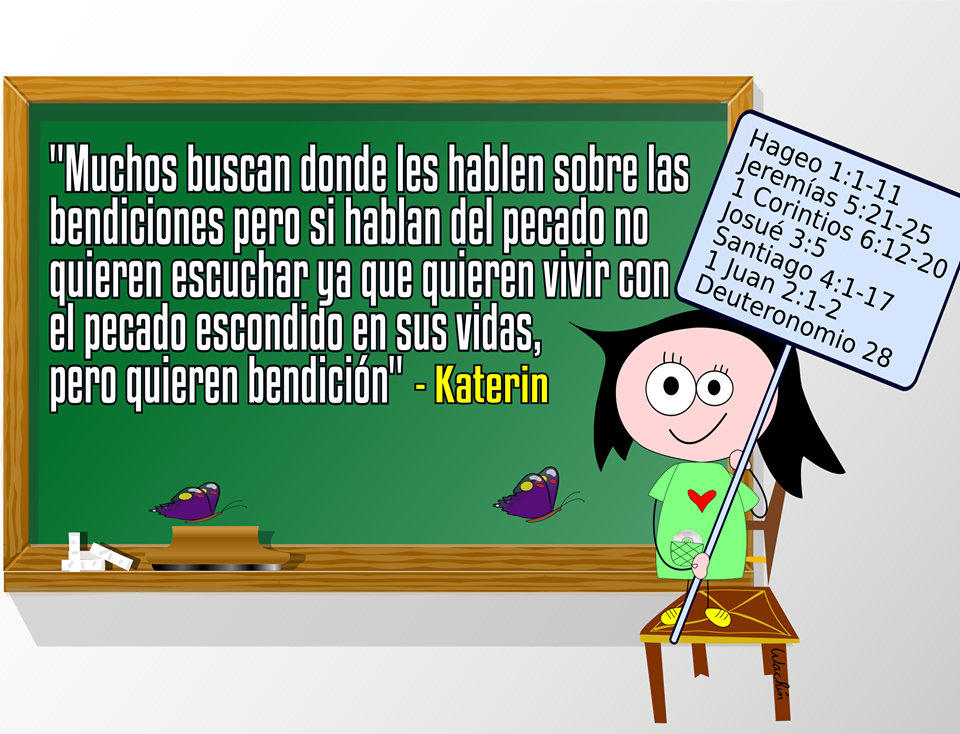 "Muchos buscan donde les hablen sobre las
bendiciones pero si hablan del pecado no
quieren escuchar ya que quieren vivir con
el pecado escondido en sus vidas,
pero quieren bendición" - Katerin
Hageo 1:1-11
Jeremías 5:21-25
1 Corintios 6:12-20
Josué 3:5
Santiago 4:1-17
1 Juan 2:1-2
Deuteronomio 28
Wachin